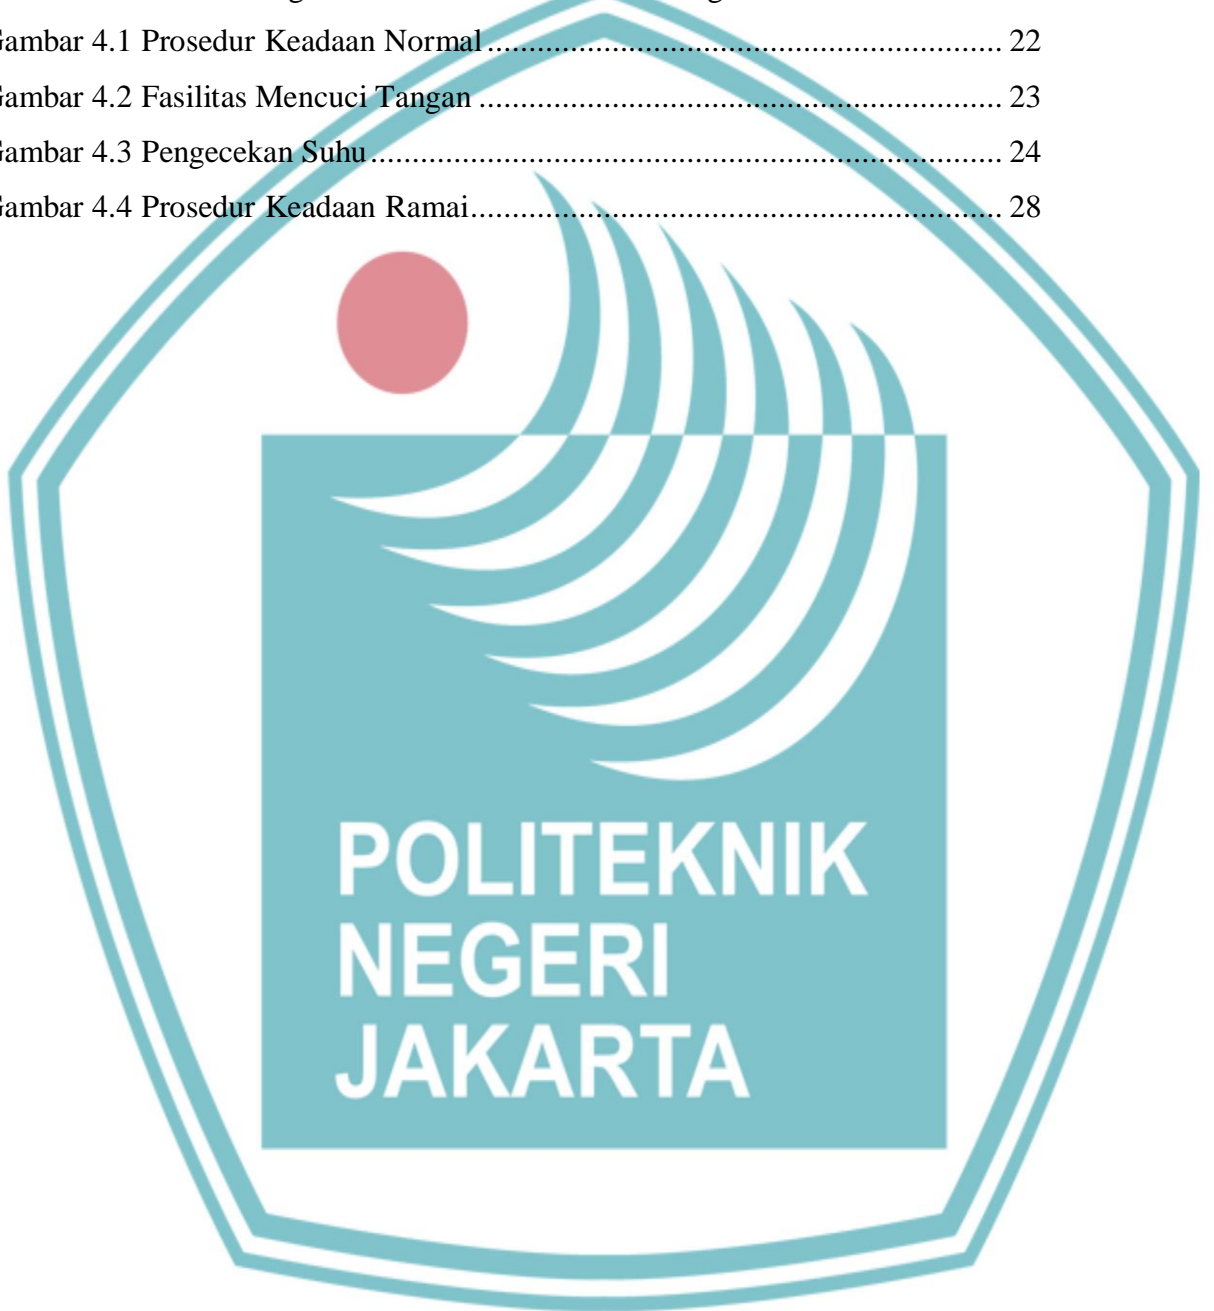 Gambar 4.1 Prosedur Keadaan Normal............................................................... 22
Gambar 4.2 Fasilitas Mencuci Tangan ............................................................... 23
Gambar 4.3 Pengecekan Suhu............................................................................. 24
Gambar 4.4 Prosedur Keadaan Ramai................................................................. 28
POLITEKNIK
NEGERI
JAKARTA